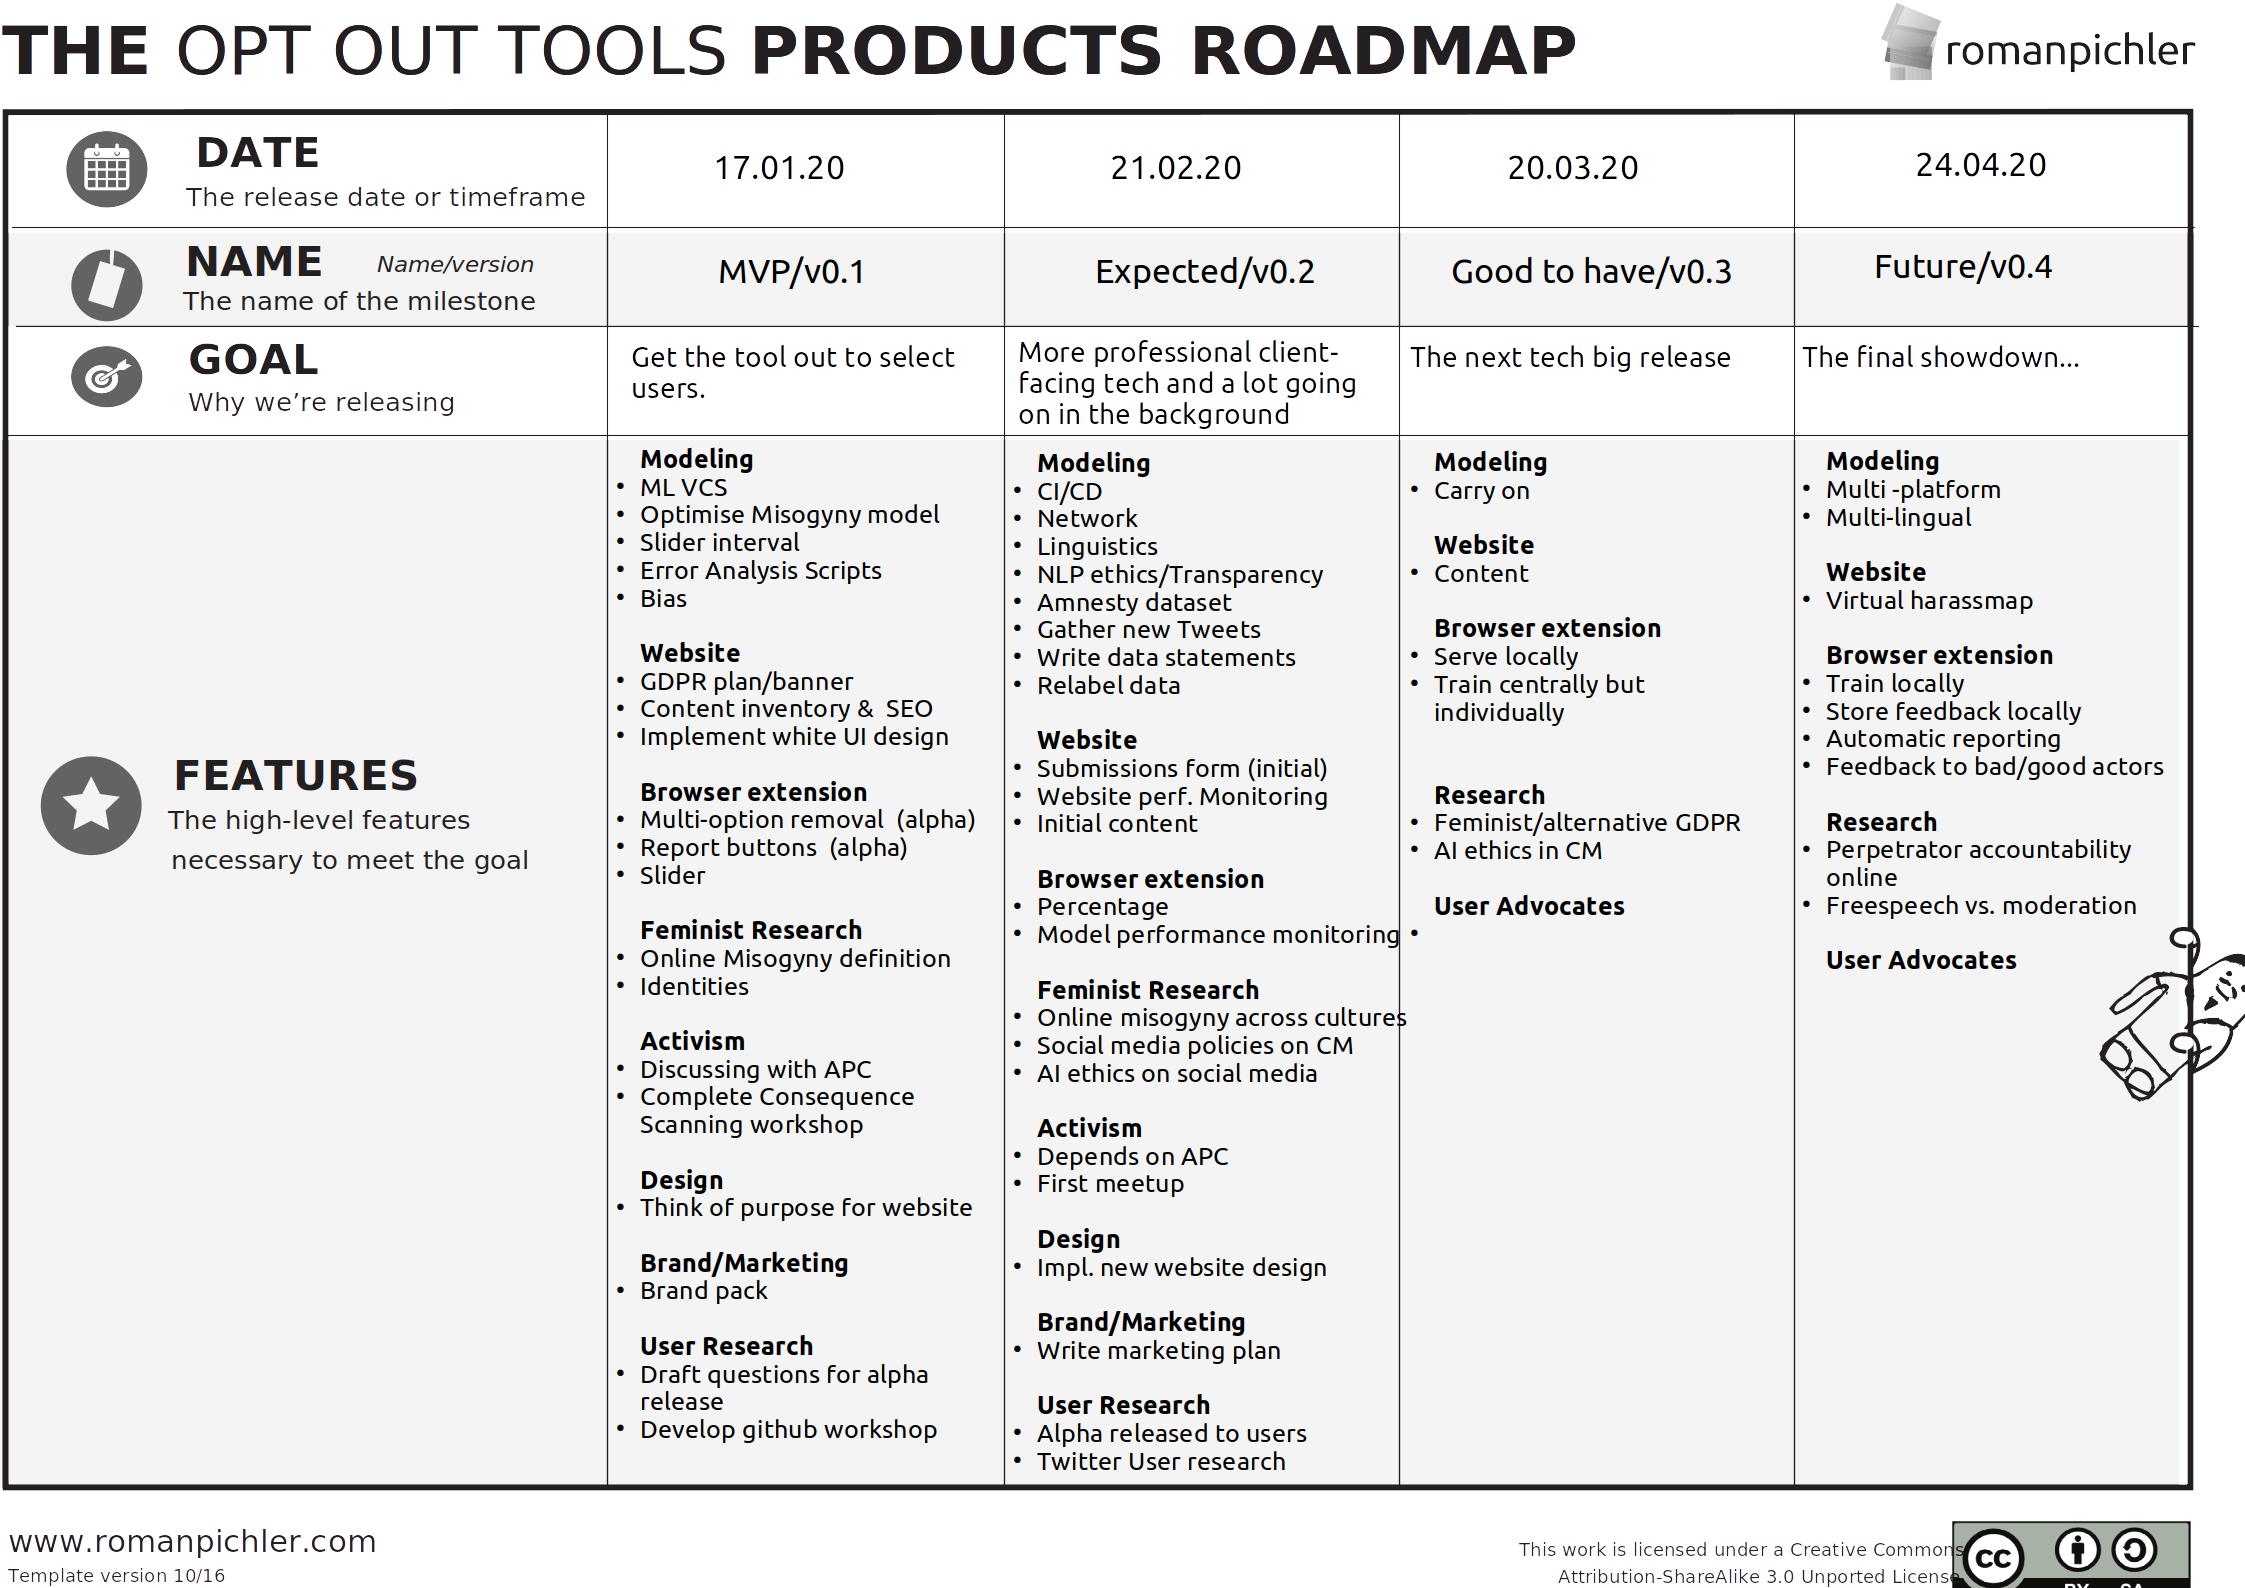 THE OPT OUT TOOLS PRODUCTS ROADMAP
romanpichler
DATE
The release date or timeframe
17.01.20
21.02.20
20.03.20
24.04.20
NAME Name/version
The name of the milestone
MVP/v0.1
Expected/v0.2
Good to have/v0.3
Future/v0.4
GOAL
Why we’re releasing
Get the tool out to select
users.
More professional client-
facing tech and a lot going
on in the background
The next tech big release
The final showdown...
FEATURES
The high-level features
necessary to meet the goal
Modeling
• ML VCS
• Optimise Misogyny model
• Slider interval
• Error Analysis Scripts
• Bias
Website
• GDPR plan/banner
• Content inventory & SEO
• Implement white UI design
Browser extension
• Multi-option removal (alpha)
• Report buttons (alpha)
• Slider
Feminist Research
• Online Misogyny definition
• Identities
Activism
• Discussing with APC
• Complete Consequence
Scanning workshop
Design
• Think of purpose for website
Brand/Marketing
• Brand pack
User Research
• Draft questions for alpha
release
• Develop github workshop
Modeling
• CI/CD
• Network
• Linguistics
• NLP ethics/Transparency
• Amnesty dataset
• Gather new Tweets
• Write data statements
• Relabel data
Website
• Submissions form (initial)
• Website perf. Monitoring
• Initial content
Browser extension
• Percentage
• Model performance monitoring
Feminist Research
• Online misogyny across cultures
• Social media policies on CM
• AI ethics on social media
Activism
• Depends on APC
• First meetup
Design
• Impl. new website design
Brand/Marketing
• Write marketing plan
User Research
• Alpha released to users
• Twitter User research
Modeling
• Carry on
Website
• Content
Browser extension
• Serve locally
• Train centrally but
individually
Research
• Feminist/alternative GDPR
• AI ethics in CM
User Advocates
•
Modeling
• Multi -platform
• Multi-lingual
Website
• Virtual harassmap
Browser extension
• Train locally
• Store feedback locally
• Automatic reporting
• Feedback to bad/good actors
Research
• Perpetrator accountability
online
• Freespeech vs. moderation
User Advocates
www.romanpichler.com
Template version 10/16
This work is licensed under a Creative Commons
Attribution-ShareAlike 3.0 Unported License
cc
BY SA